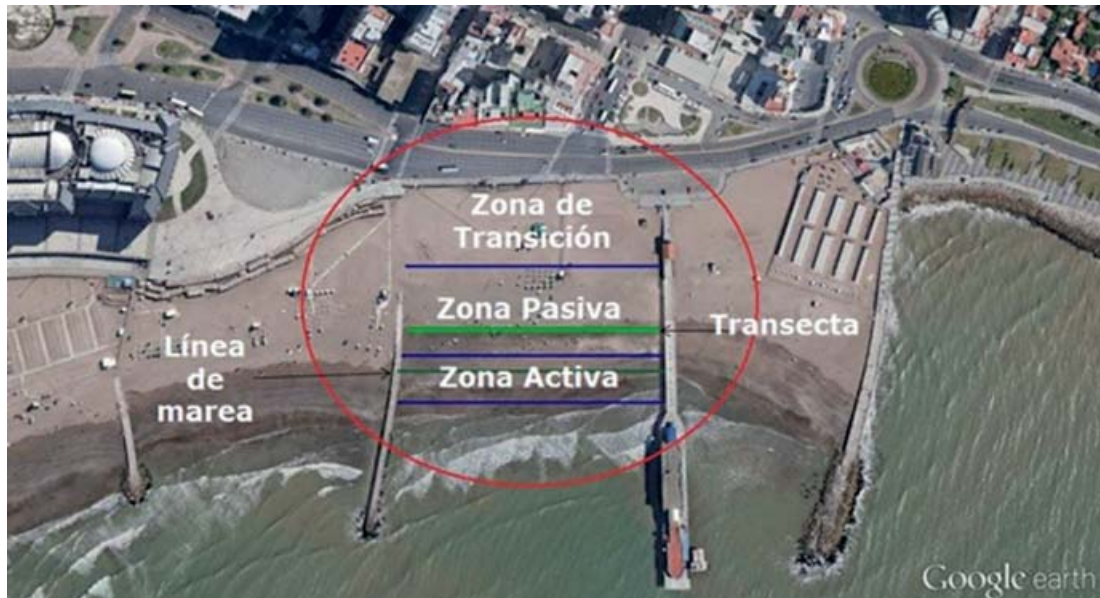 Zona de
Transición
Zona Pasiva
Transecta
Línea
de
marea
Zona Activa
Google earth